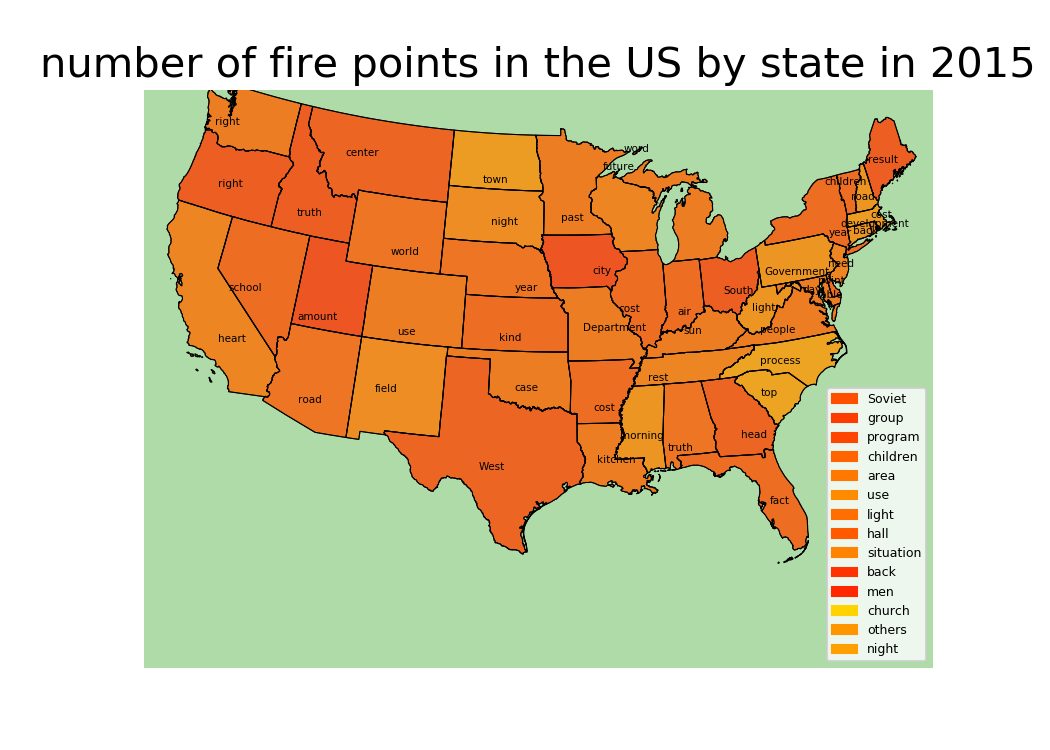 number of fire points in the US by state in 2015
right
word
center
result
future
town
right
children
road
truth
night
past
cost
development
year
back
world
need
city
Government
school
year
day
South
light
cost
air
amount
Department
people
use
sun
heart
kind
process
rest
field
case
top
road
cost
head
morning
truth
kitchen
West
fact
Soviet
group
program
children
area
use
light
hall
situation
back
men
church
others
night